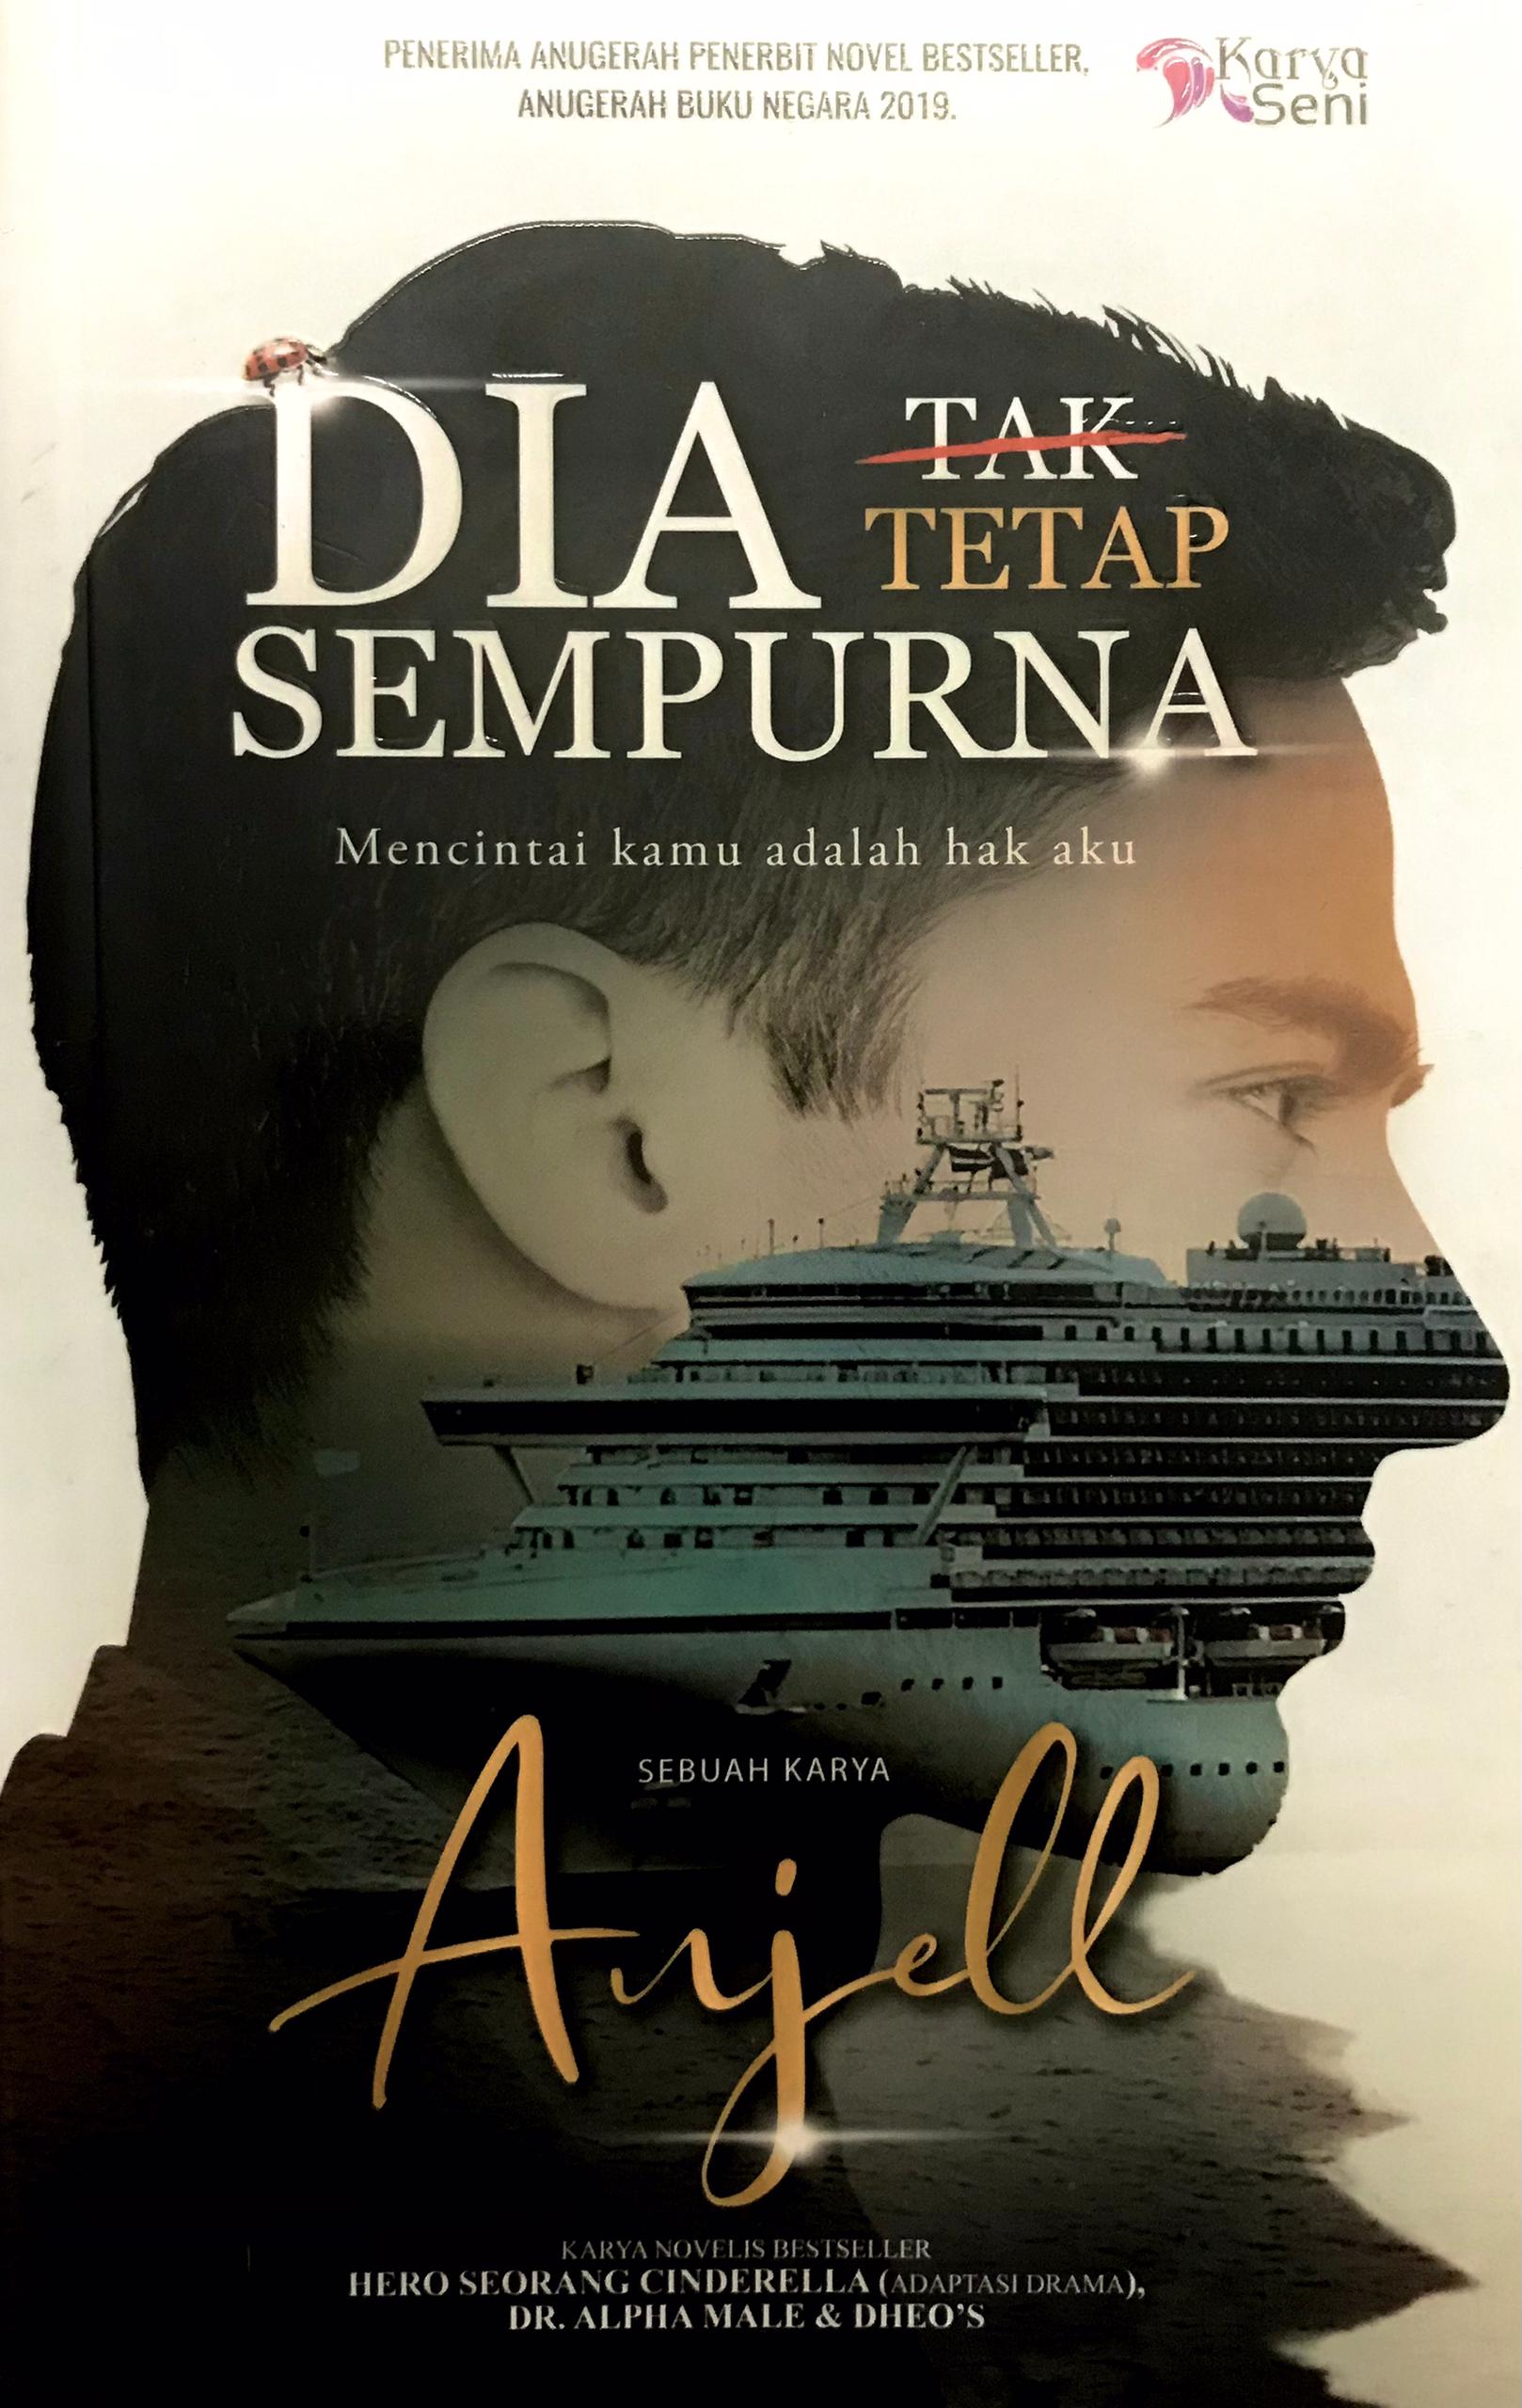 PENERIMA ANUGERAH PENERBIT NOVEL BESTSELLER,
ANUGERAH BUKU NEGARA 2019.
Karya
Seni
DIA TAK
TETAP
SEMPURNA
Mencintai kamu adalah hak aku
SEBUAH KARYA
Anjell
KARYA NOVELIS BESTSELLER
HERO SEORANG CINDERELLA (ADAPTASI DRAMA),
DR. ALPHA MALE & DHEO'S